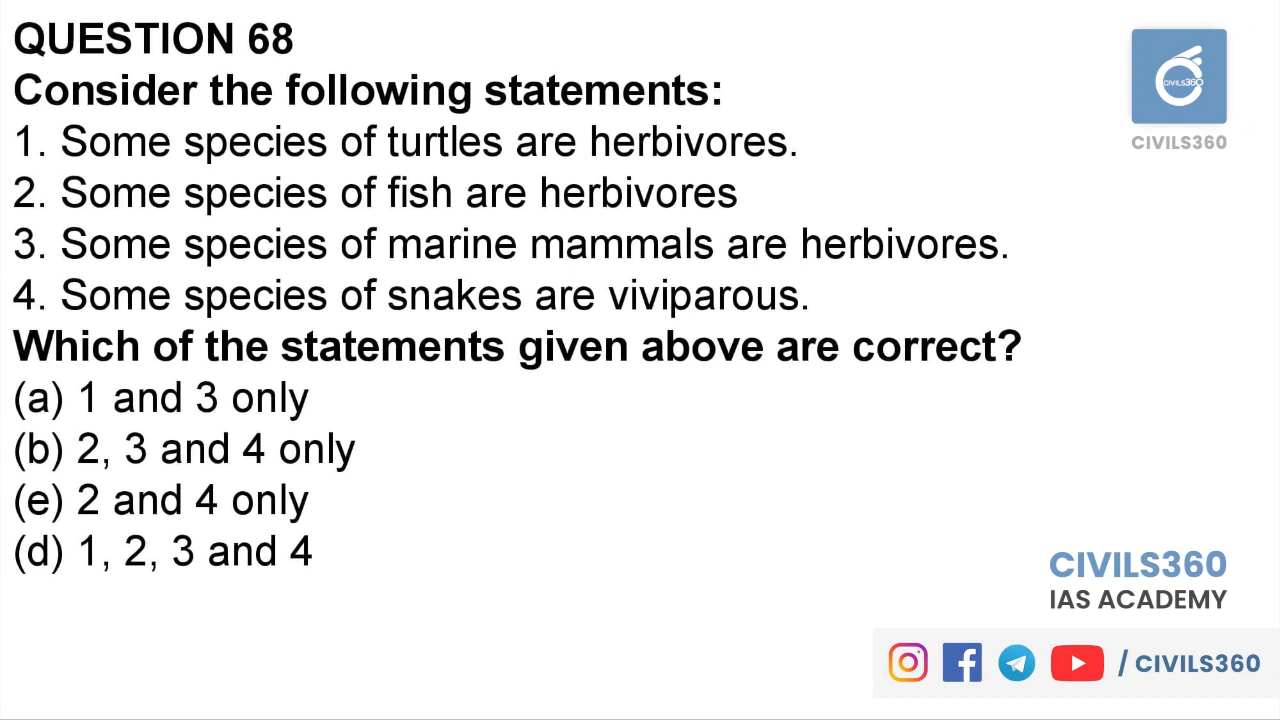 QUESTION 68
Consider the following statements:
1. Some species of turtles are herbivores.
2. Some species of fish are herbivores
3. Some species of marine mammals are herbivores.
4. Some species of snakes are viviparous.
Which of the statements given above are correct?
(a) 1 and 3 only
(b) 2, 3 and 4 only
(e) 2 and 4 only
(d) 1, 2, 3 and 4
CIVILS360
CIVILS360
CIVILS360
IAS ACADEMY
/ CIVILS360